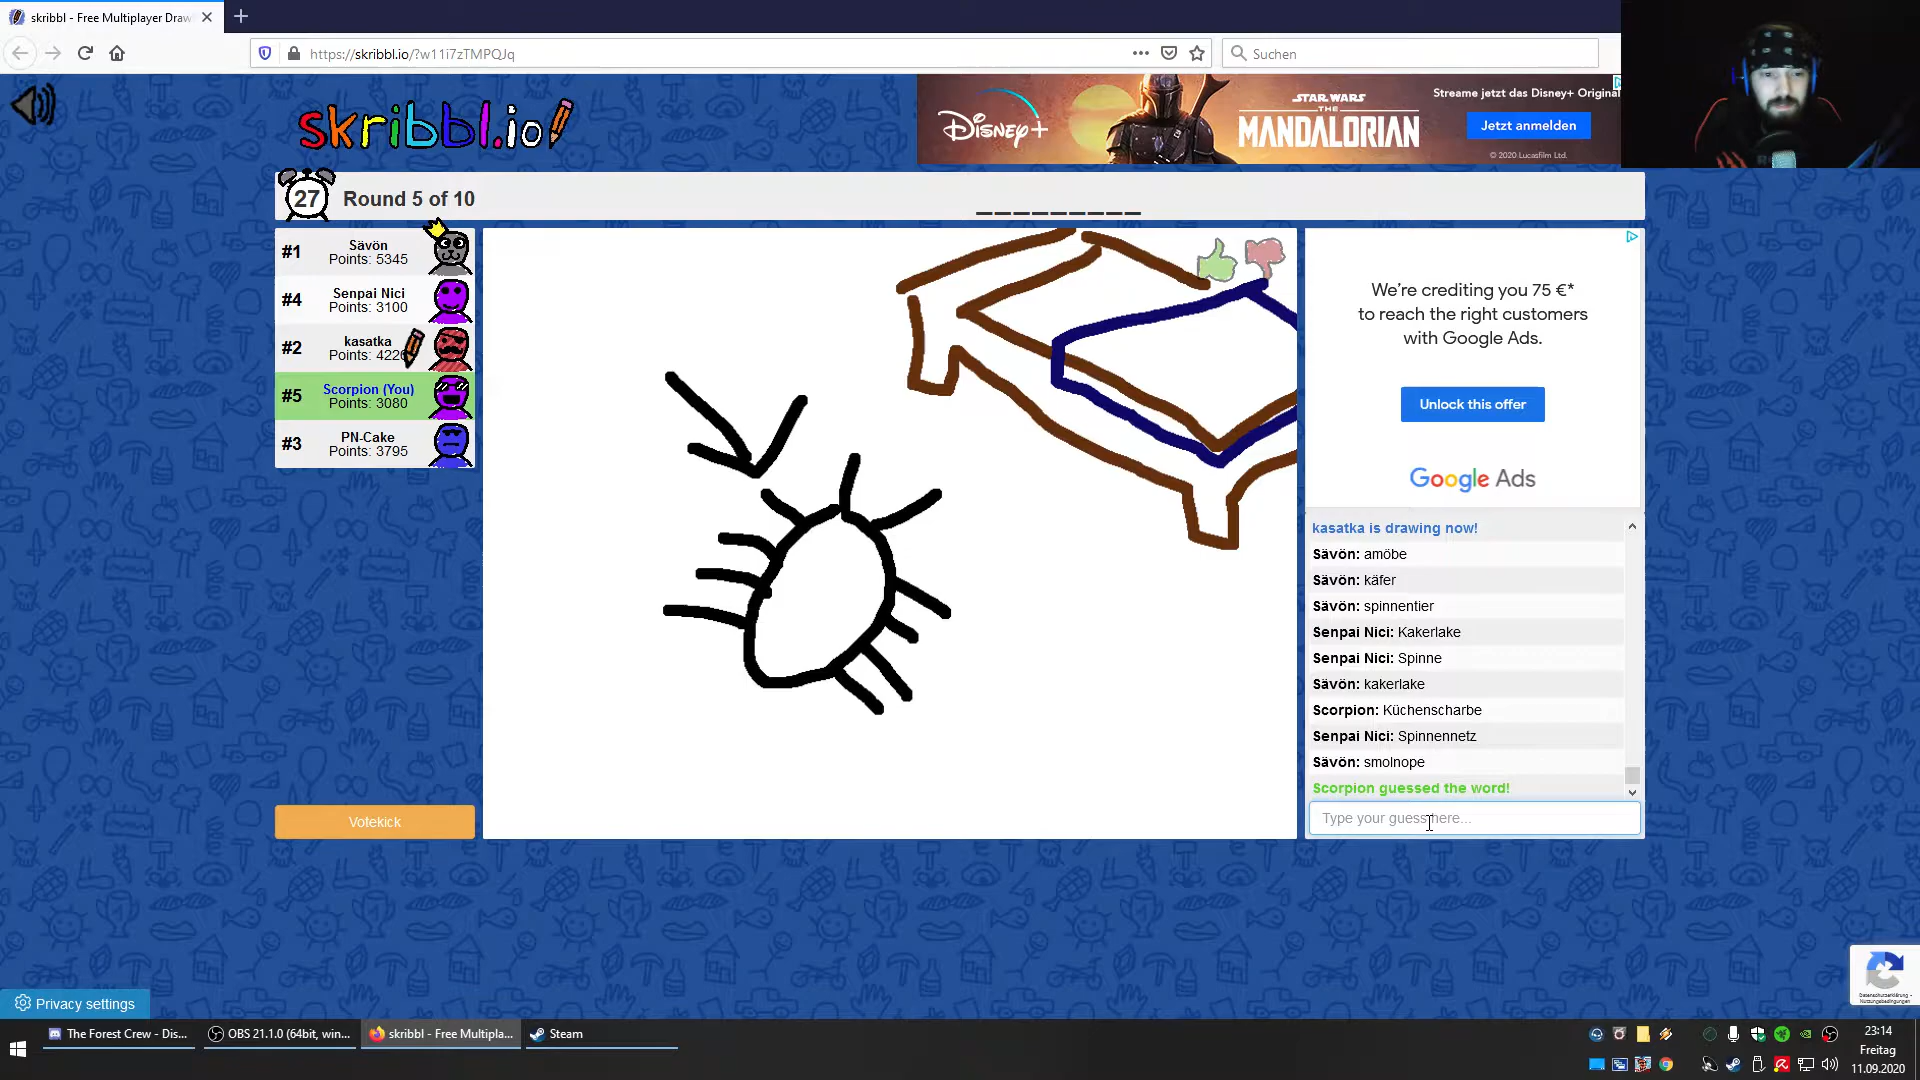 skribbl - Free Multiplayer Draw
https://skribbl.io/?w11i7zTMPQJq
Suchen
skribbl.io
Disney+
STAR WARS
THE
MANDALORIAN
Streame jetzt das Disney+ Original
Jetzt anmelden
© 2020 Lucasfilm Ltd.
27
Round 5 of 10
_________
#1
Sävön
Points: 5345
#4
Senpai Nici
Points: 3100
#2
kasatka
Points: 4226
#5
Scorpion (You)
Points: 3080
#3
PN-Cake
Points: 3795
Votekick
We're crediting you 75 €*
to reach the right customers
with Google Ads.
Unlock this offer
Google Ads
kasatka is drawing now!
Sävön: amöbe
Sävön: käfer
Sävön: spinnentier
Senpai Nici: Kakerlake
Senpai Nici: Spinne
Sävön: kakerlake
Scorpion: Küchenscharbe
Senpai Nici: Spinnennetz
Sävön: smolnope
Scorpion guessed the word!
Type your guess here...
Datenschutzerklärung -
Nutzungsbedingungen
Privacy settings
The Forest Crew - Dis...
OBS 21.1.0 (64bit, win...
skribbl - Free Multipla...
Steam
23:14
Freitag
11.09.2020